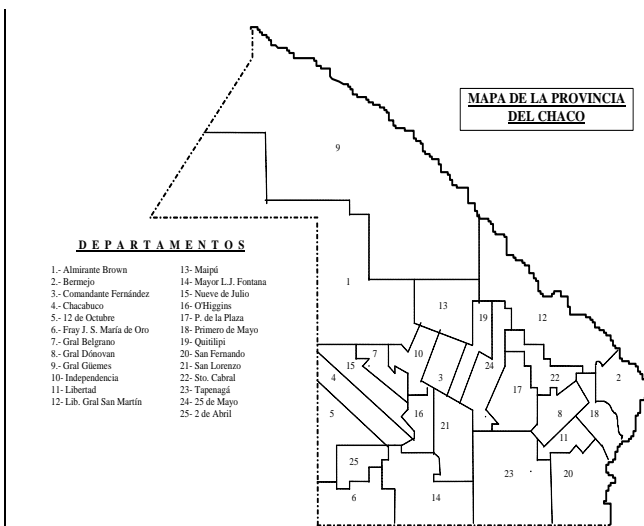 MAPA DE LA PROVINCIA
DEL CHACO
D E P A R T A M E N T O S
1.- Almirante Brown
2.- Bermejo
3.- Comandante Fernández
4.- Chacabuco
5.- 12 de Octubre
6.- Fray J. S. María de Oro
7.- Gral Belgrano
8.- Gral Dónovan
9.- Gral Güemes
10- Independencia
11- Libertad
12- Lib. Gral San Martín
13- Maipú
14- Mayor L.J. Fontana
15- Nueve de Julio
16- O'Higgins
17- P. de la Plaza
18- Primero de Mayo
19- Quitilipi
20- San Fernando
21- San Lorenzo
22- Sto. Cabral
23- Tapenagá
24- 25 de Mayo
25- 2 de Abril
9
1
13
19
12
10
7
15
4
3
24
17
22
2
5
16
21
8
18
11
25
6
14
23
20